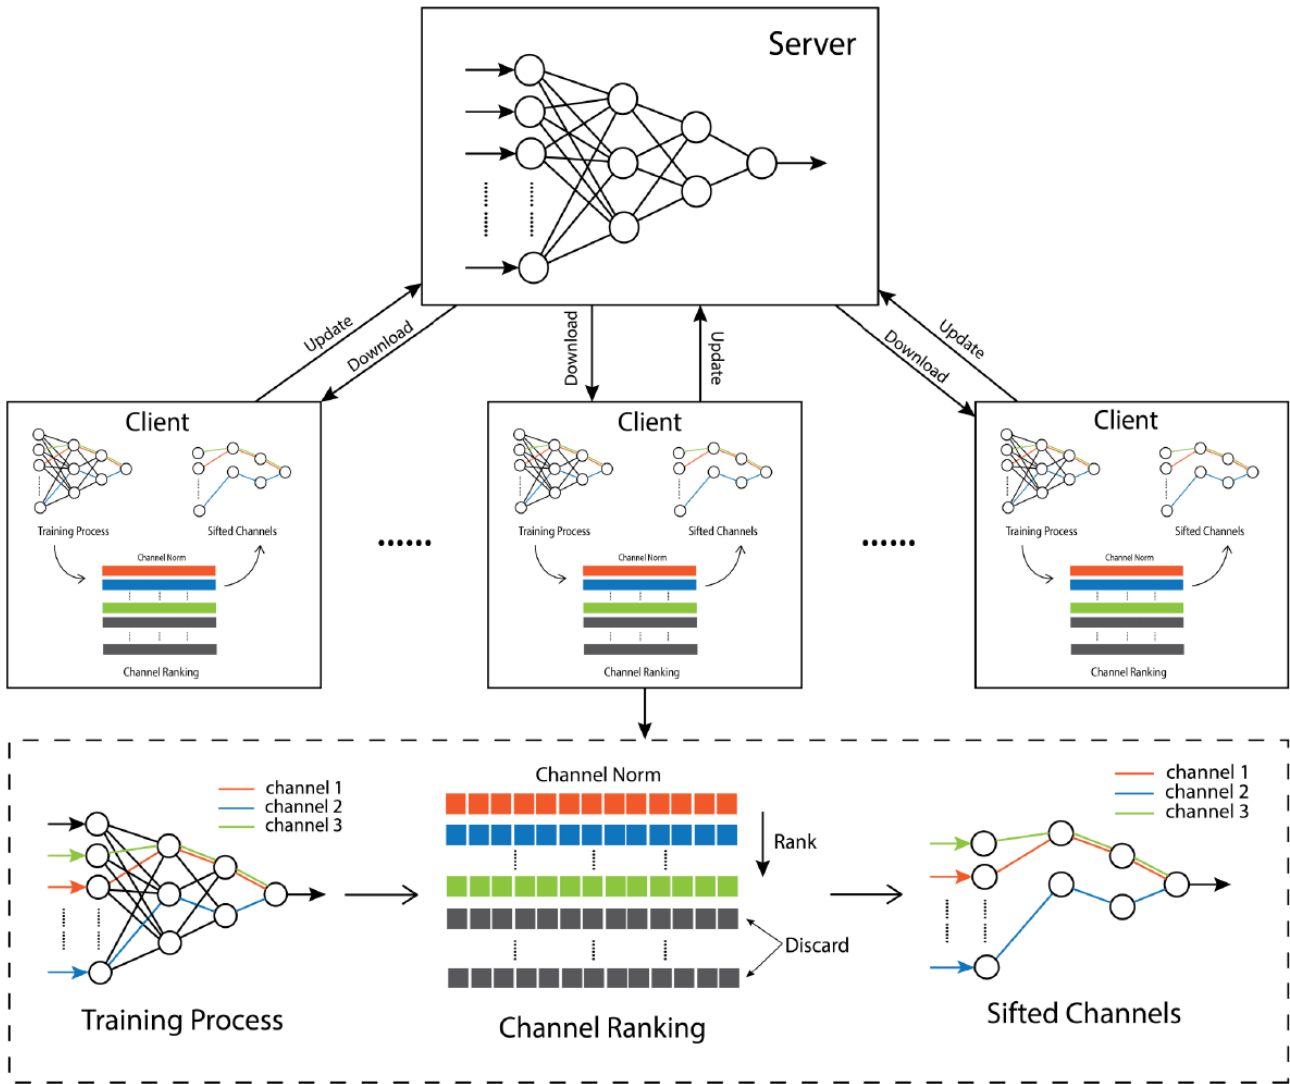 Server
Update
Download
Download
Update
Update
Download
Client
Training Process
Sifted Channels
Channel Norm
Channel Ranking
......
Client
Training Process
Sifted Channels
Channel Norm
Channel Ranking
......
Client
Training Process
Sifted Channels
Channel Norm
Channel Ranking
channel 1
channel 2
channel 3
Training Process
Channel Norm
Rank
Discard
Channel Ranking
channel 1
channel 2
channel 3
Sifted Channels